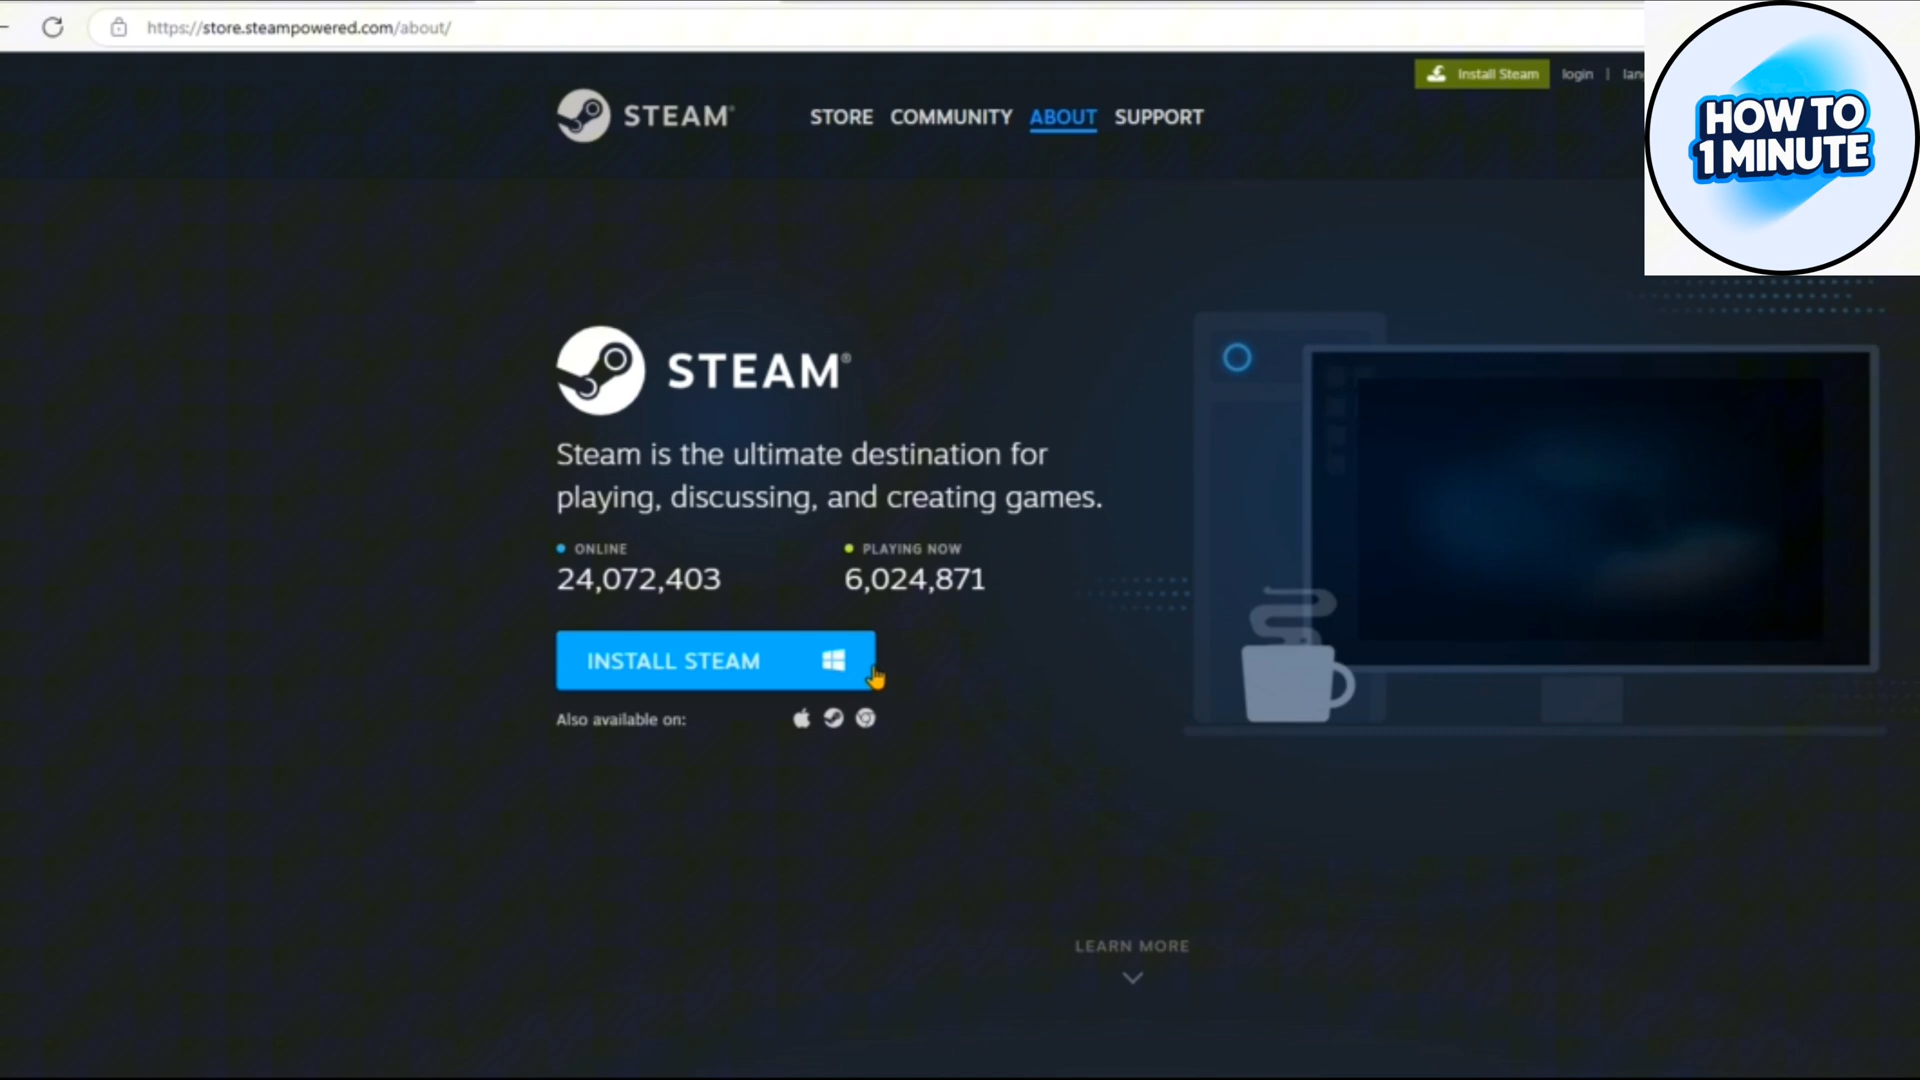 https://store.steampowered.com/about/
Install Steam login |
STEAM®
STORE COMMUNITY ABOUT SUPPORT
HOW TO
1 MINUTE
STEAM®
Steam is the ultimate destination for
playing, discussing, and creating games.
ONLINE PLAYING NOW
24,072,403 6,024,871
INSTALL STEAM
Also available on:
LEARN MORE